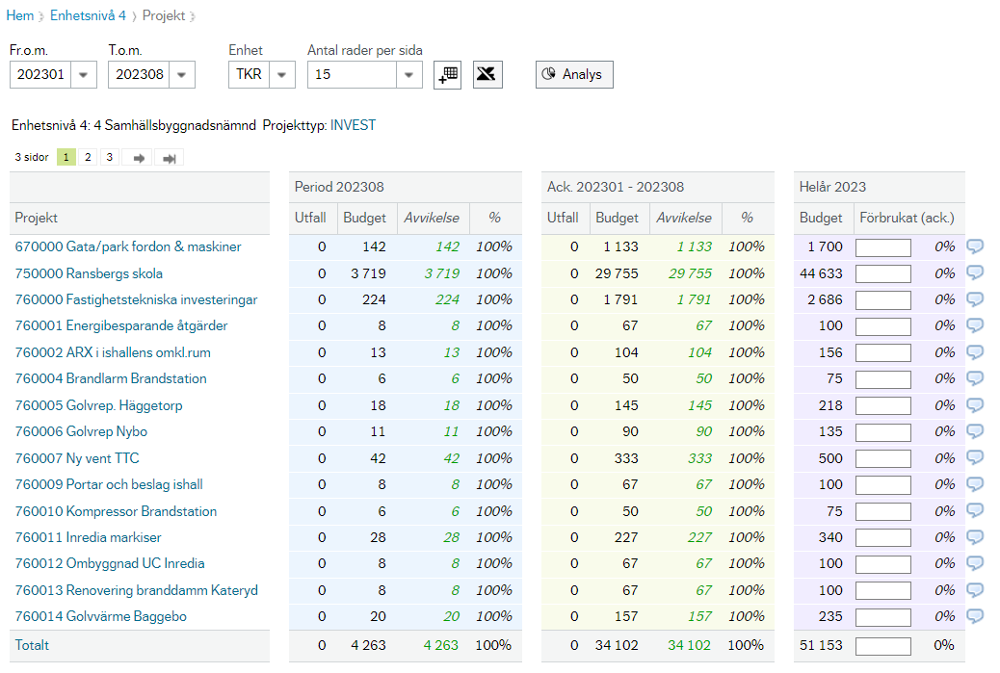 Hem Enhetsnivå 4 Projekt
Fr.o.m. T.o.m. Enhet Antal rader per sida
202301 202308 TKR 15 Analys
Enhetsnivå 4: 4 Samhällsbyggnadsnämnd Projekttyp: INVEST
3 sidor 1 2 3
Period 202308 Ack. 202301 - 202308 Helår 2023
Projekt Utfall Budget Avvikelse % Utfall Budget Avvikelse % Budget Förbrukat (ack.)
670000 Gata/park fordon & maskiner 0 142 142 100% 0 1 133 1 133 100% 1 700 0%
750000 Ransbergs skola 0 3 719 3 719 100% 0 29 755 29 755 100% 44 633 0%
760000 Fastighetstekniska investeringar 0 224 224 100% 0 1 791 1 791 100% 2 686 0%
760001 Energibesparande åtgärder 0 8 8 100% 0 67 67 100% 100 0%
760002 ARX i ishallens omkl.rum 0 13 13 100% 0 104 104 100% 156 0%
760004 Brandlarm Brandstation 0 6 6 100% 0 50 50 100% 75 0%
760005 Golvrep. Häggetorp 0 18 18 100% 0 145 145 100% 218 0%
760006 Golvrep Nybo 0 11 11 100% 0 90 90 100% 135 0%
760007 Ny vent TTC 0 42 42 100% 0 333 333 100% 500 0%
760009 Portar och beslag ishall 0 8 8 100% 0 67 67 100% 100 0%
760010 Kompressor Brandstation 0 6 6 100% 0 50 50 100% 75 0%
760011 Inredia markiser 0 28 28 100% 0 227 227 100% 340 0%
760012 Ombyggnad UC Inredia 0 8 8 100% 0 67 67 100% 100 0%
760013 Renovering branddamm Kateryd 0 8 8 100% 0 67 67 100% 100 0%
760014 Golvvärme Baggebo 0 20 20 100% 0 157 157 100% 235 0%
Totalt 0 4 263 4 263 100% 0 34 102 34 102 100% 51 153 0%